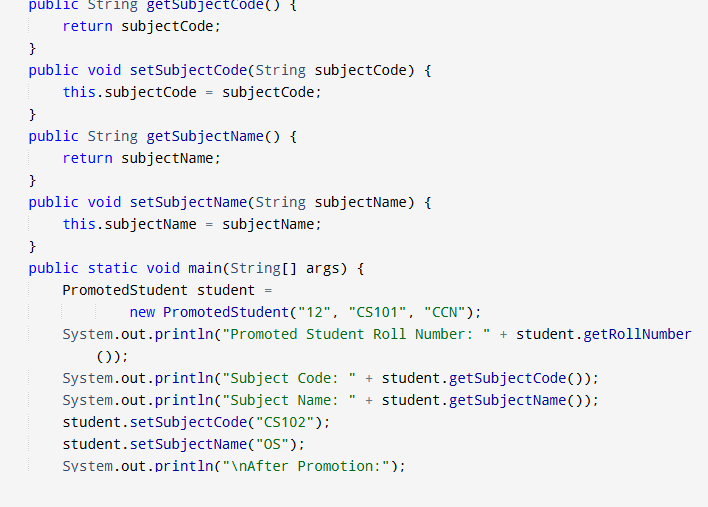 public String getSubjectCode() {
return subjectCode;
}
public void setSubjectCode(String subjectCode) {
this.subjectCode = subjectCode;
}
public String getSubjectName() {
return subjectName;
}
public void setSubjectName(String subjectName) {
this.subjectName = subjectName;
}
public static void main(String[] args) {
PromotedStudent student =
new PromotedStudent("12", "CS101", "CCN");
System.out.println("Promoted Student Roll Number: " + student.getRollNumber
());
System.out.println("Subject Code: " + student.getSubjectCode());
System.out.println("Subject Name: " + student.getSubjectName());
student.setSubjectCode("CS102");
student.setSubjectName("OS");
System.out.println("\nAfter Promotion:");